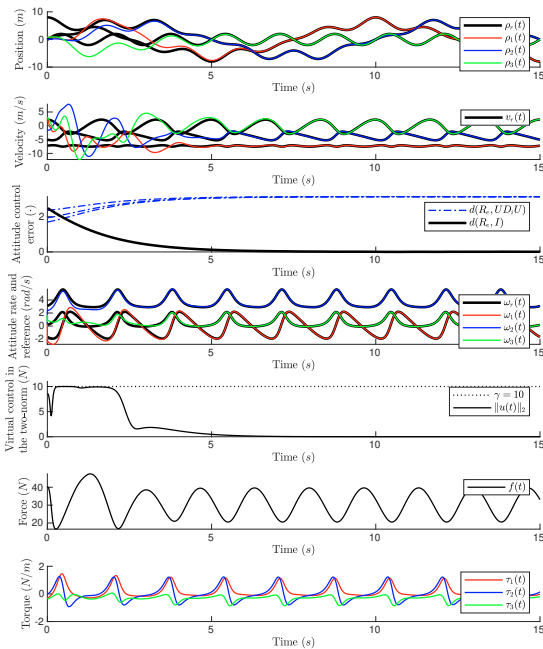 Position (m)
10
0
-10
0
5
10
15
Time (s)
ρᵣ(t)
ρ₁(t)
ρ₂(t)
ρ₃(t)
Velocity (m/s)
5
0
-5
-10
0
5
10
15
Time (s)
vᵣ(t)
Attitude control
error (·)
2
0
0
5
10
15
Time (s)
d(Rₑ, UDᵢU)
d(Rₑ, I)
Attitude rate and
reference (rad/s)
4
2
0
-2
0
5
10
15
Time (s)
ωᵣ(t)
ω₁(t)
ω₂(t)
ω₃(t)
Virtual control in
the two-norm (N)
10
5
0
0
5
10
15
Time (s)
γ = 10
‖u(t)‖₂
Force (N)
40
30
20
0
5
10
15
Time (s)
f(t)
Torque (N/m)
2
0
-2
0
5
10
15
Time (s)
τ₁(t)
τ₂(t)
τ₃(t)